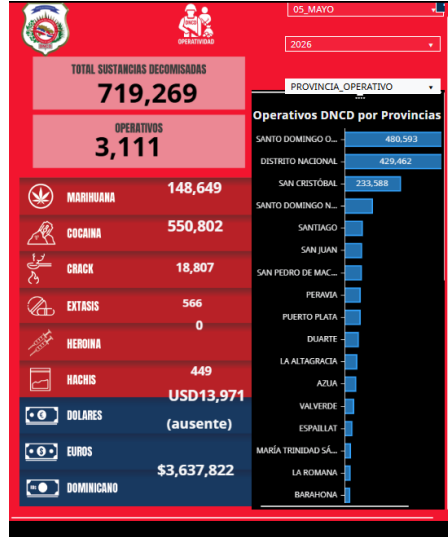 05_MAYO
DNCD
OPERATIVIDAD
2026
TOTAL SUSTANCIAS DECOMISADAS
719,269
PROVINCIA_OPERATIVO
OPERATIVOS
3,111
Operativos DNCD por Provincias
SANTO DOMINGO O... 480,593
DISTRITO NACIONAL 429,462
SAN CRISTÓBAL 233,588
SANTO DOMINGO N...
SANTIAGO
SAN JUAN
SAN PEDRO DE MAC...
PERAVIA
PUERTO PLATA
DUARTE
LA ALTAGRACIA
AZUA
VALVERDE
ESPAILLAT
MARÍA TRINIDAD SÁ...
LA ROMANA
BARAHONA
MARIHUANA 148,649
COCAINA 550,802
CRACK 18,807
EXTASIS 566
HEROINA 0
HACHIS 449
DOLARES USD13,971
EUROS (ausente)
DOMINICANO $3,637,822